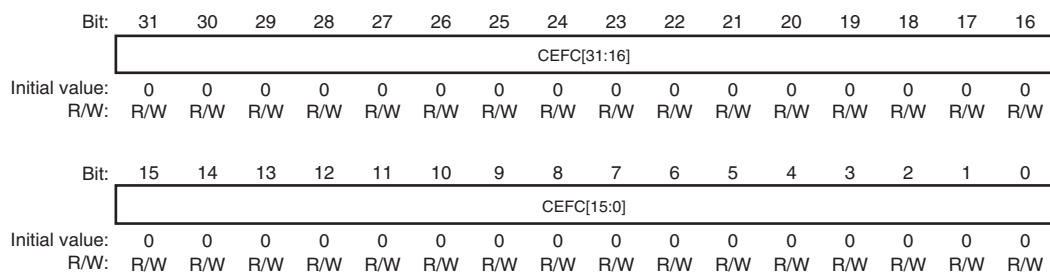 Bit: 31 30 29 28 27 26 25 24 23 22 21 20 19 18 17 16
CEFC[31:16]
Initial value: 0 0 0 0 0 0 0 0 0 0 0 0 0 0 0 0
R/W: R/W R/W R/W R/W R/W R/W R/W R/W R/W R/W R/W R/W R/W R/W R/W R/W
Bit: 15 14 13 12 11 10 9 8 7 6 5 4 3 2 1 0
CEFC[15:0]
Initial value: 0 0 0 0 0 0 0 0 0 0 0 0 0 0 0 0
R/W: R/W R/W R/W R/W R/W R/W R/W R/W R/W R/W R/W R/W R/W R/W R/W R/W